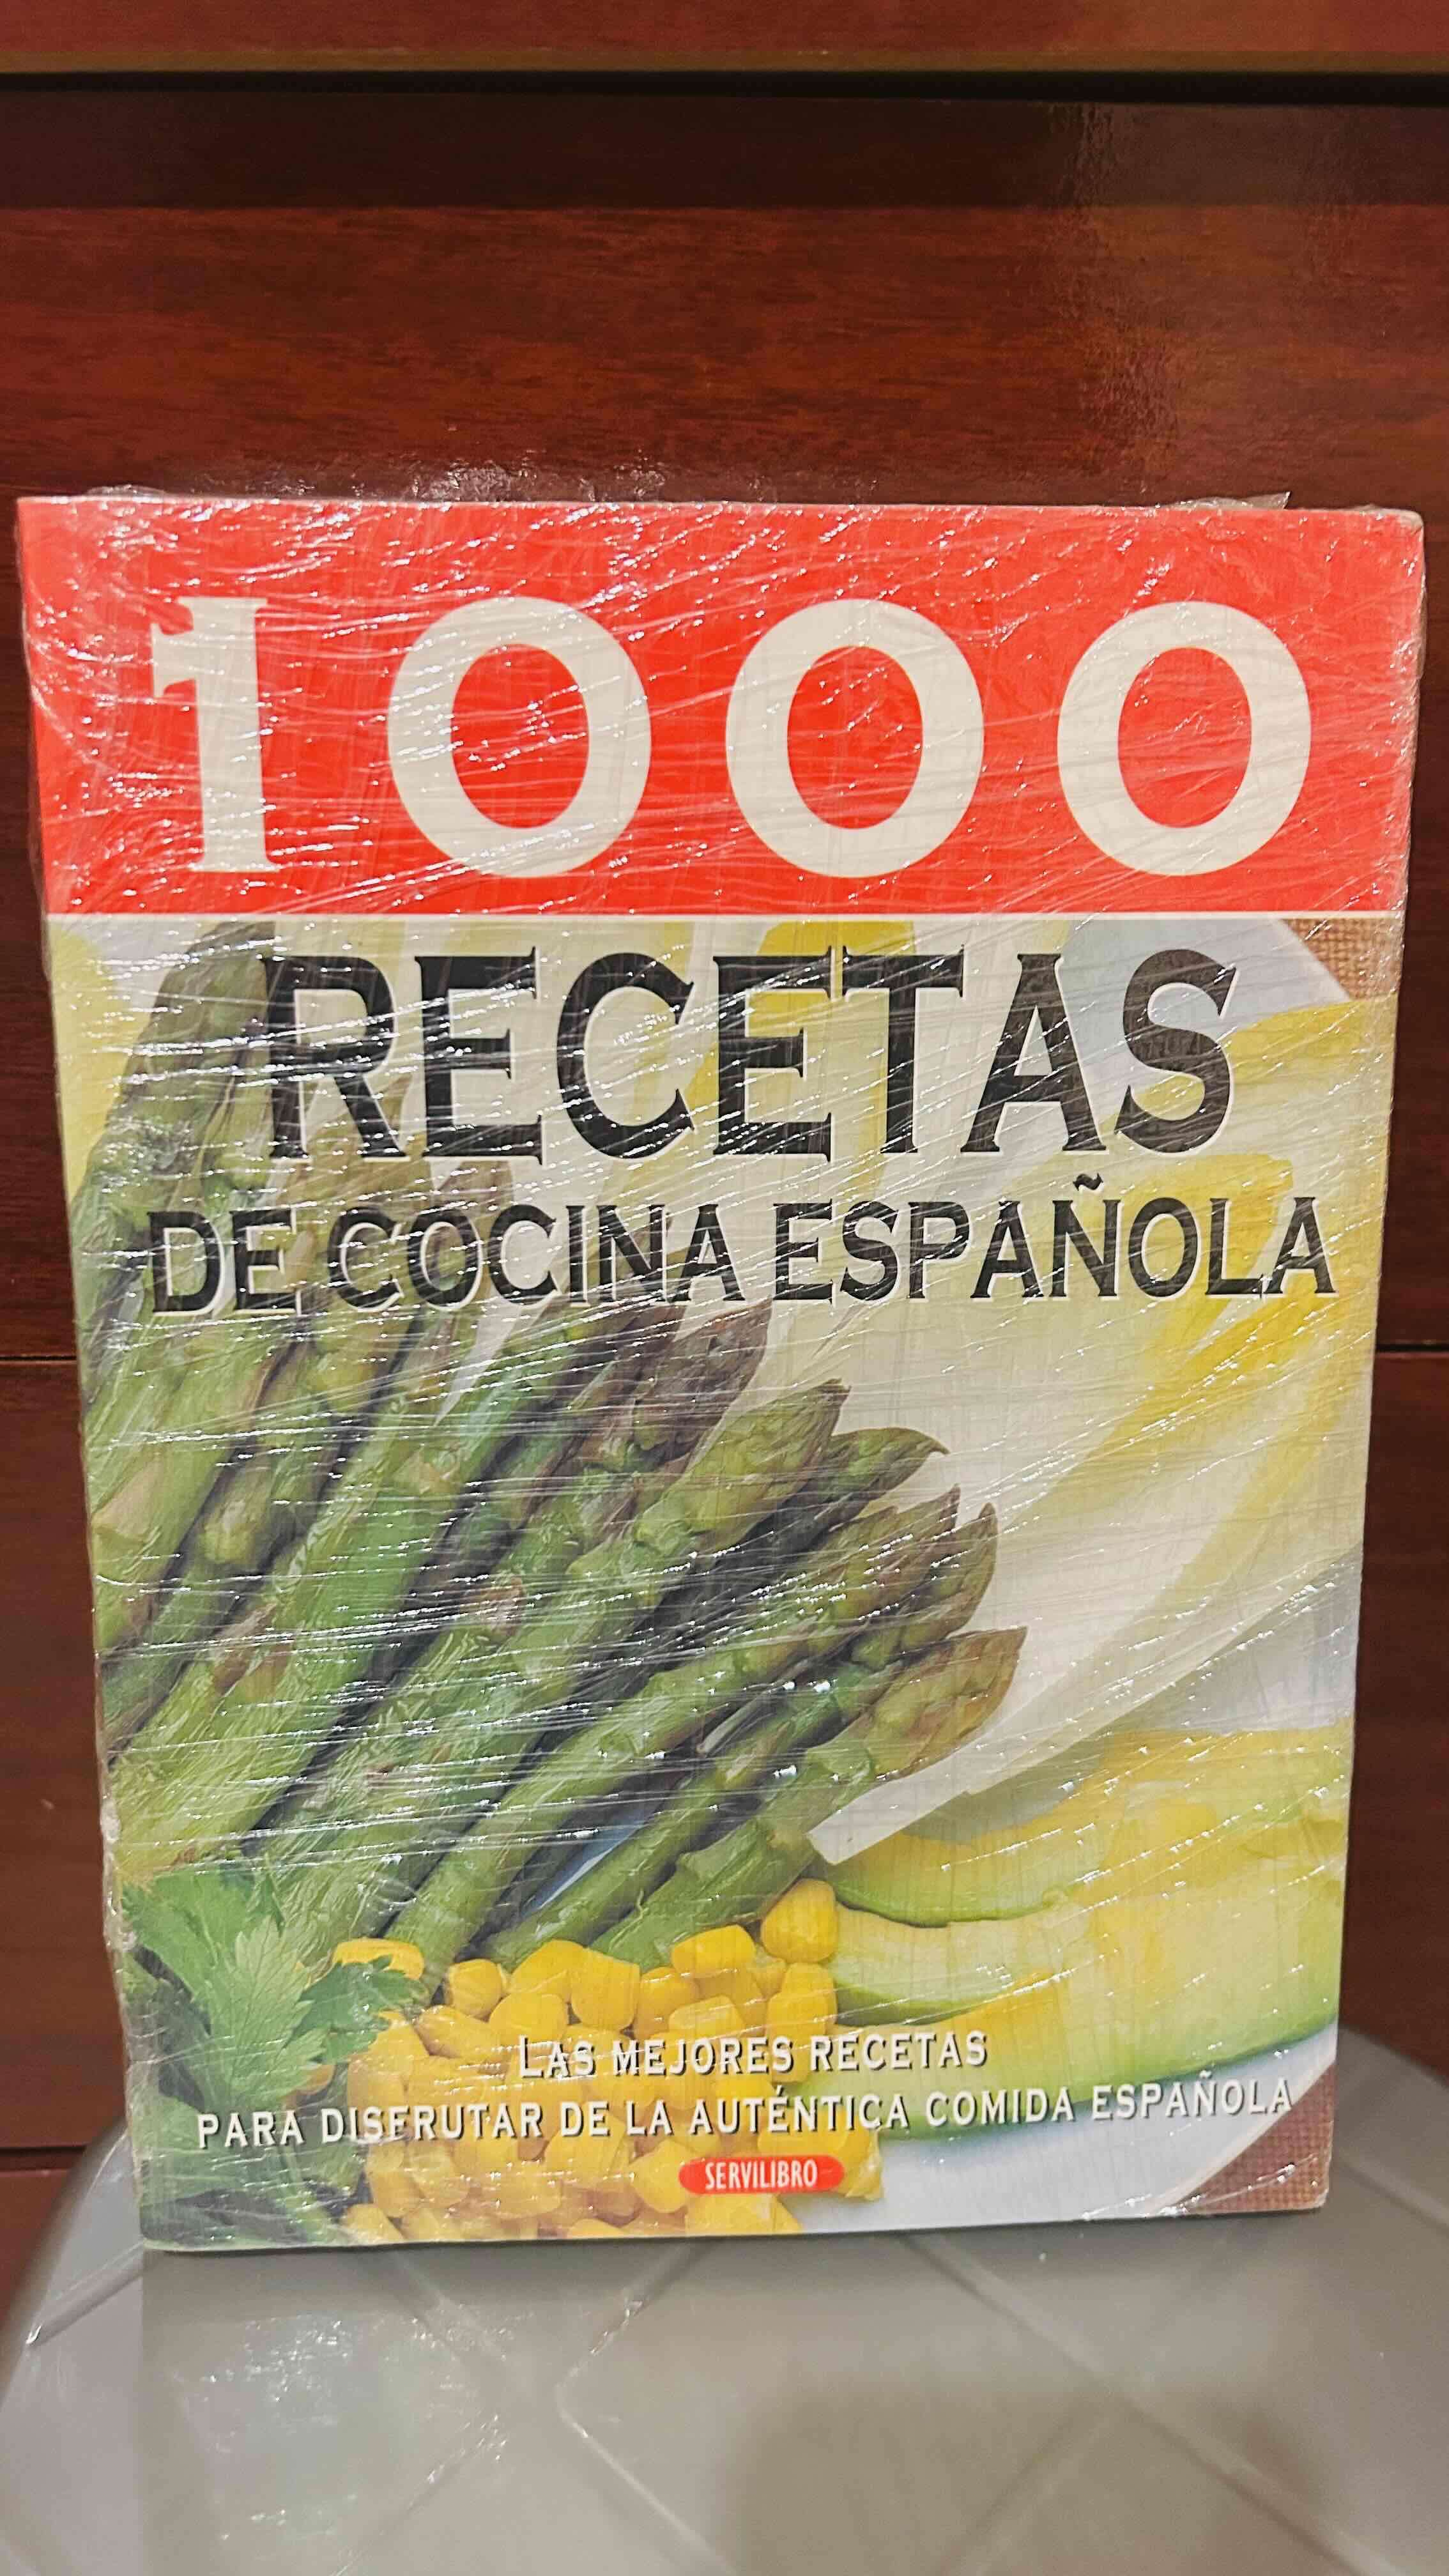 1000
RECETAS
DE COCINA ESPAÑOLA
LAS MEJORES RECETAS
PARA DISFRUTAR DE LA AUTÉNTICA COMIDA ESPAÑOLA
SERVILIBRO